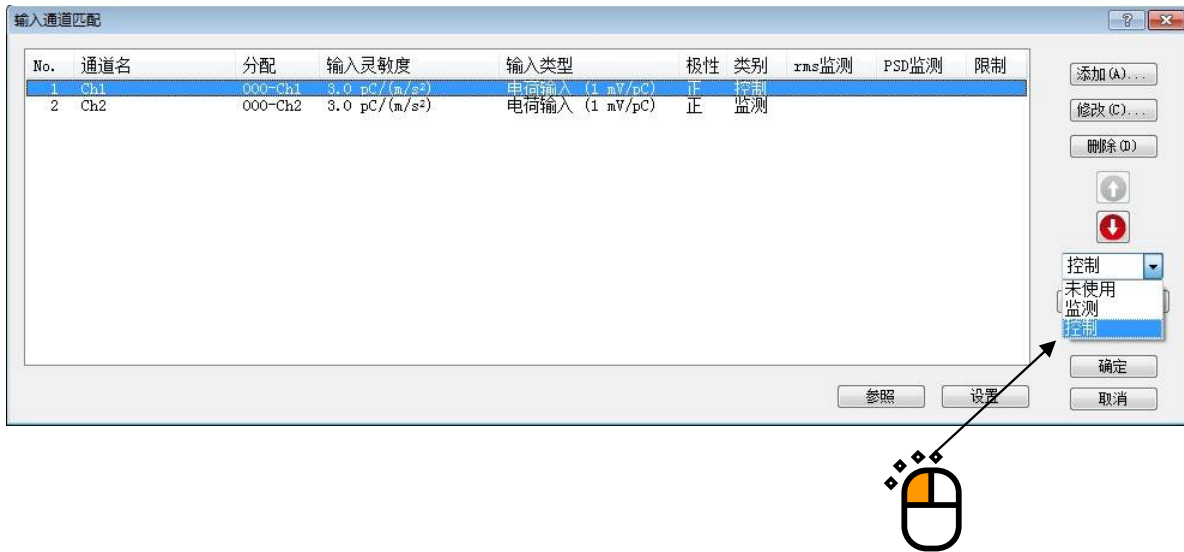 输入通道匹配
No. 通道名 分配 输入灵敏度 输入类型 极性 类别 rms监测 PSD监测 限制
1 Ch1 000-Ch1 3.0 pC/(m/s²) 电荷输入 (1 mV/pC) 正 控制
2 Ch2 000-Ch2 3.0 pC/(m/s²) 电荷输入 (1 mV/pC) 正 监测
添加(A)...
修改(C)...
删除(D)
控制
未使用
监测
控制
确定
参照 设置 取消